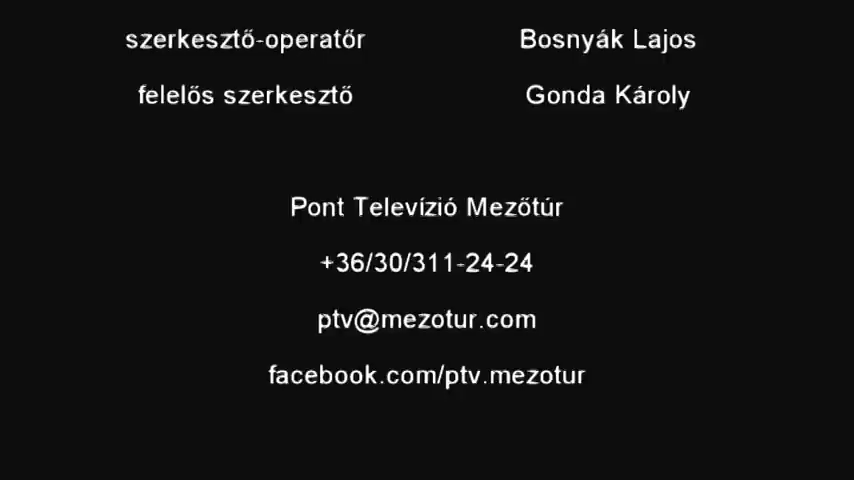 szerkesztő-operatőr Bosnyák Lajos
felelős szerkesztő Gonda Károly
Pont Televízió Mezőtúr
+36/30/311-24-24
ptv@mezotur.com
facebook.com/ptv.mezotur